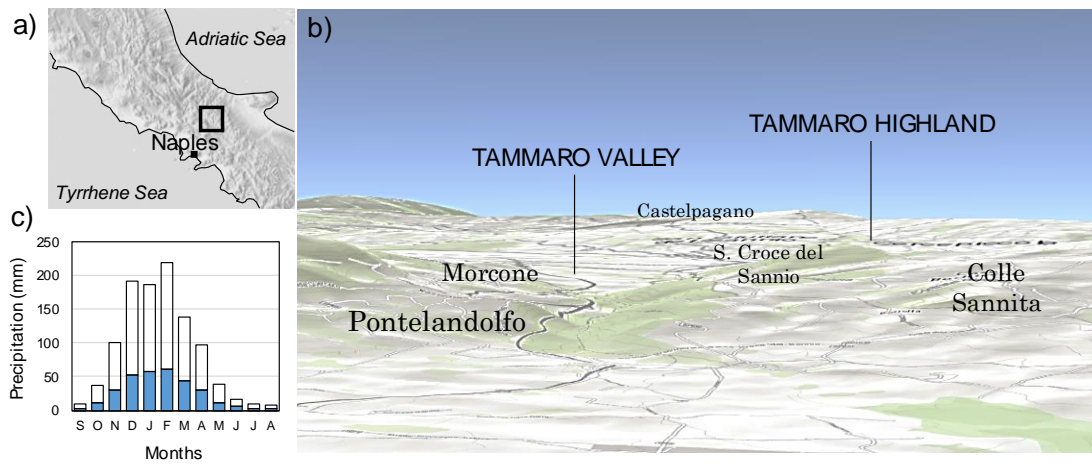 a)
Adriatic Sea
Naples
Tyrrhene Sea
b)
TAMMARO HIGHLAND
TAMMARO VALLEY
Castelpagano
S. Croce del
Sannio
Morcone
Colle
Sannita
Pontelandolfo
c)
Precipitation (mm)
250
200
150
100
50
0
S O N D J F M A M J J A
Months